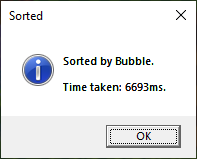 Sorted
Sorted by Bubble.
Time taken: 6693ms.
OK